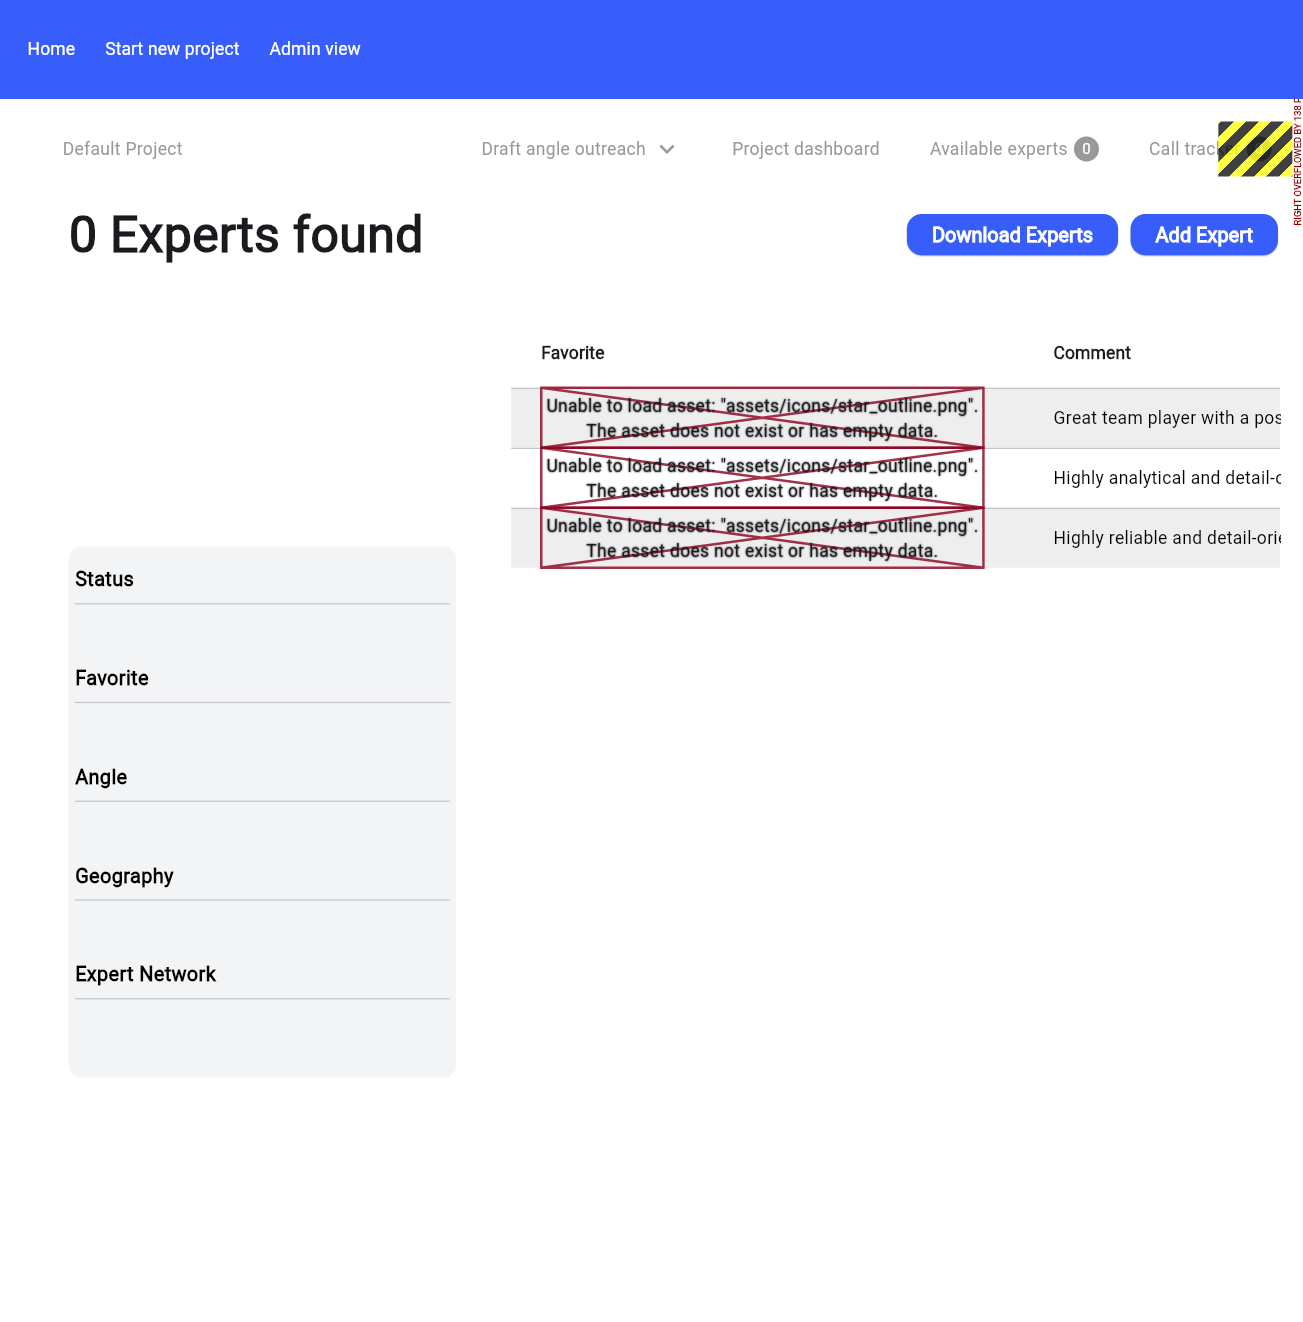 Home Start new project Admin view
Default Project Draft angle outreach Project dashboard Available experts 0 Call trac
RIGHT OVERFLOWED BY 138 P
0 Experts found Download Experts Add Expert
Favorite Comment
Unable to load asset: "assets/icons/star_outline.png".
The asset does not exist or has empty data.
Great team player with a pos
Unable to load asset: "assets/icons/star_outline.png".
The asset does not exist or has empty data.
Highly analytical and detail-o
Unable to load asset: "assets/icons/star_outline.png".
The asset does not exist or has empty data.
Highly reliable and detail-orie
Status
Favorite
Angle
Geography
Expert Network